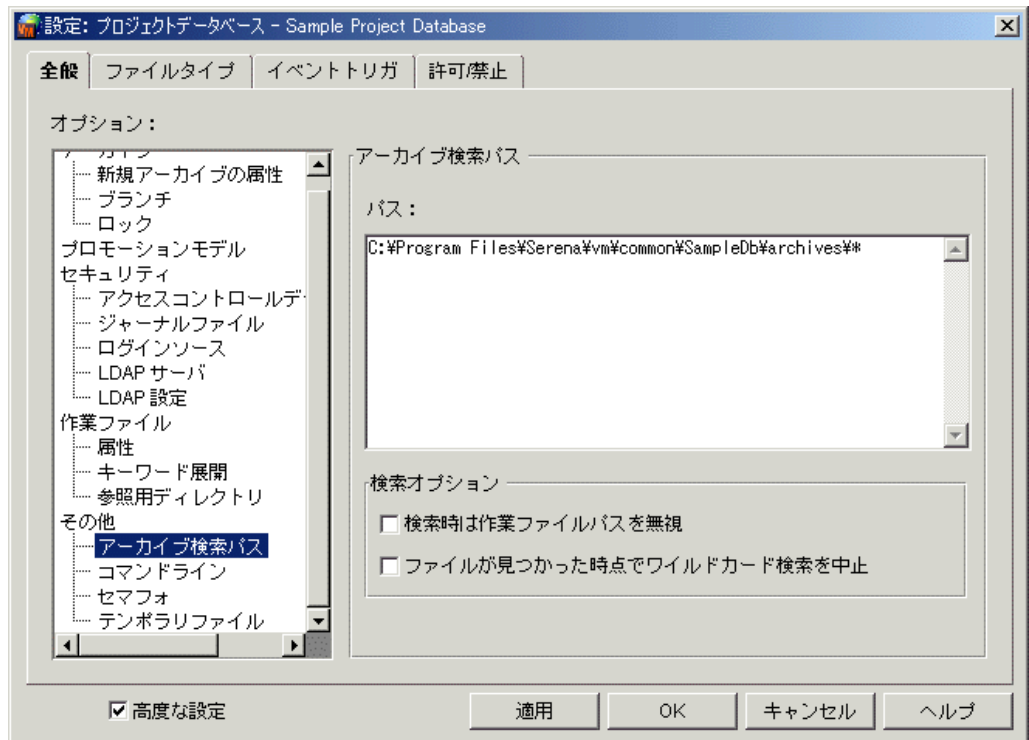 設定: プロジェクトデータベース - Sample Project Database
全般
ファイルタイプ
イベントトリガ
許可/禁止
オプション：
新規アーカイブの属性
ブランチ
ロック
プロモーションモデル
セキュリティ
アクセスコントロールデ
ジャーナルファイル
ログインソース
LDAP サーバ
LDAP 設定
作業ファイル
属性
キーワード展開
参照用ディレクトリ
その他
アーカイブ検索パス
コマンドライン
セマフォ
テンポラリファイル
アーカイブ検索パス
パス：
C:¥Program Files¥Serena¥vm¥common¥SampleDb¥archives¥*
検索オプション
検索時は作業ファイルパスを無視
ファイルが見つかった時点でワイルドカード検索を中止
高度な設定
適用
OK
キャンセル
ヘルプ